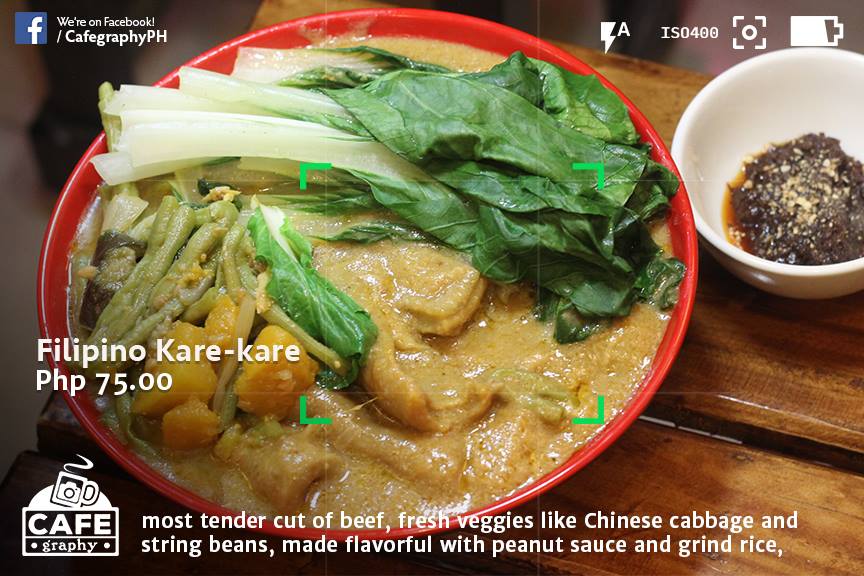 We're on Facebook!
/ CafegraphyPH
A
ISO400
Filipino Kare-kare
Php 75.00
CAFE
graphy
most tender cut of beef, fresh veggies like Chinese cabbage and
string beans, made flavorful with peanut sauce and grind rice,